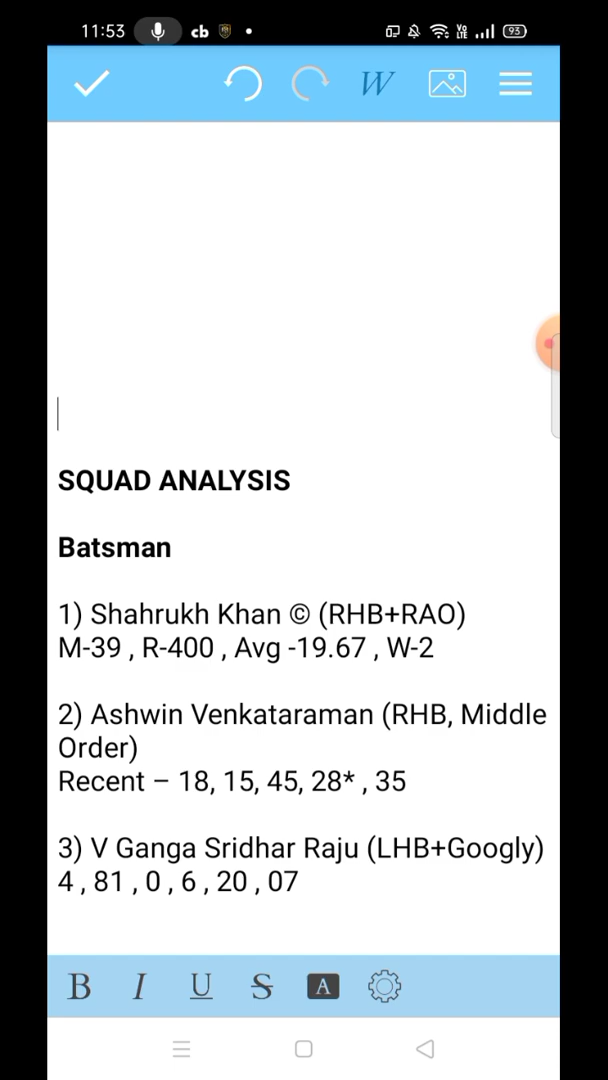 11:53
cb
Vo
LTE
93
W
SQUAD ANALYSIS
Batsman
1) Shahrukh Khan © (RHB+RAO)
M-39 , R-400 , Avg -19.67 , W-2
2) Ashwin Venkataraman (RHB, Middle
Order)
Recent – 18, 15, 45, 28* , 35
3) V Ganga Sridhar Raju (LHB+Googly)
4 , 81 , 0 , 6 , 20 , 07
B I U S A